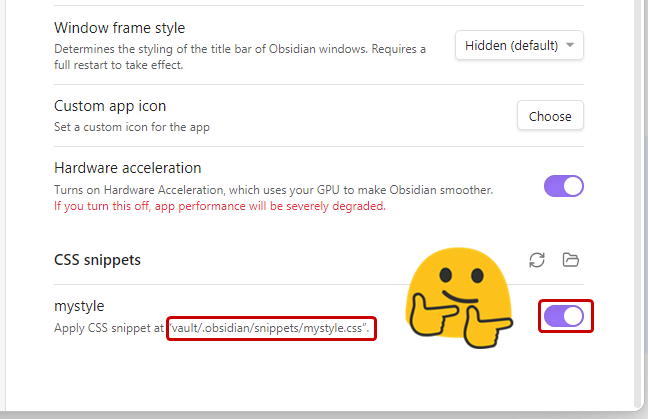 Window frame style
Determines the styling of the title bar of Obsidian windows. Requires a
full restart to take effect.
Hidden (default)
Custom app icon
Set a custom icon for the app
Choose
Hardware acceleration
Turns on Hardware Acceleration, which uses your GPU to make Obsidian smoother.
If you turn this off, app performance will be severely degraded.
CSS snippets
mystyle
Apply CSS snippet at "vault/.obsidian/snippets/mystyle.css".